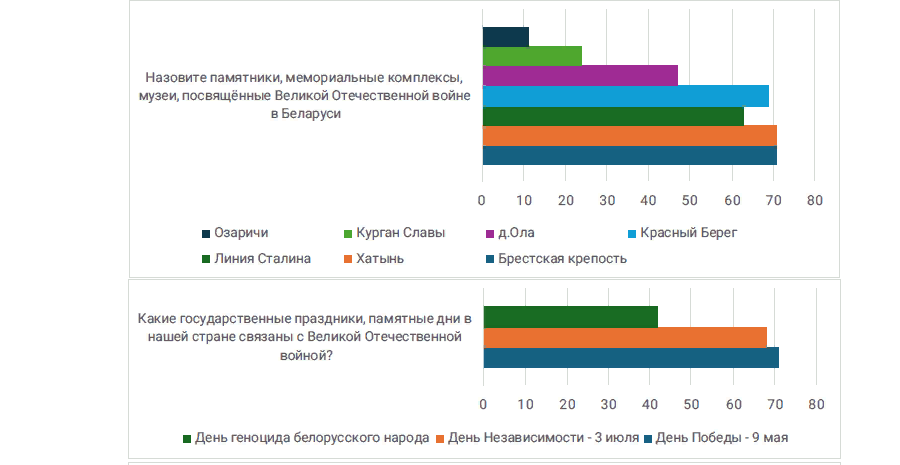 Назовите памятники, мемориальные комплексы,
музеи, посвящённые Великой Отечественной войне
в Беларуси
0 10 20 30 40 50 60 70 80
Озаричи Курган Славы д.Ола Красный Берег
Линия Сталина Хатынь Брестская крепость
Какие государственные праздники, памятные дни в
нашей стране связаны с Великой Отечественной
войной?
0 10 20 30 40 50 60 70 80
День геноцида белорусского народа День Независимости - 3 июля День Победы - 9 мая